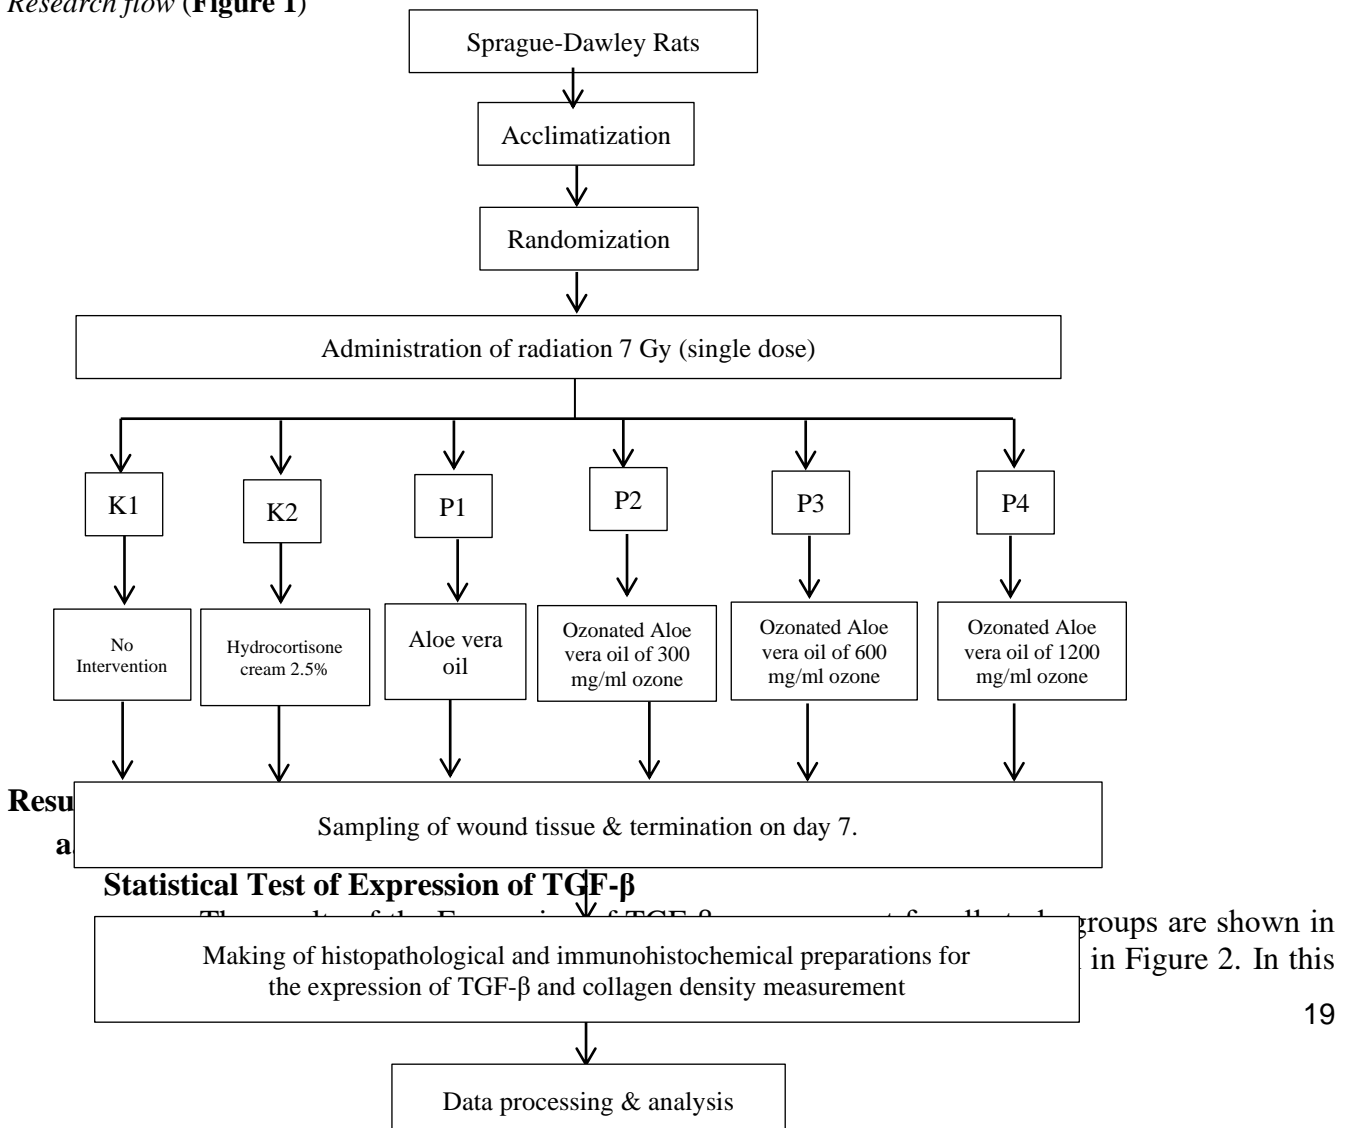 Research flow (Figure 1)
Sprague-Dawley Rats
Acclimatization
Randomization
Administration of radiation 7 Gy (single dose)
K1
K2
P1
P2
P3
P4
No
Intervention
Hydrocortisone
cream 2.5%
Aloe vera
oil
Ozonated Aloe
vera oil of 300
mg/ml ozone
Ozonated Aloe
vera oil of 600
mg/ml ozone
Ozonated Aloe
vera oil of 1200
mg/ml ozone
Resu
a.
Sampling of wound tissue & termination on day 7.
Statistical Test of Expression of TGF-β
groups are shown in
in Figure 2. In this
Making of histopathological and immunohistochemical preparations for
the expression of TGF-β and collagen density measurement
19
Data processing & analysis